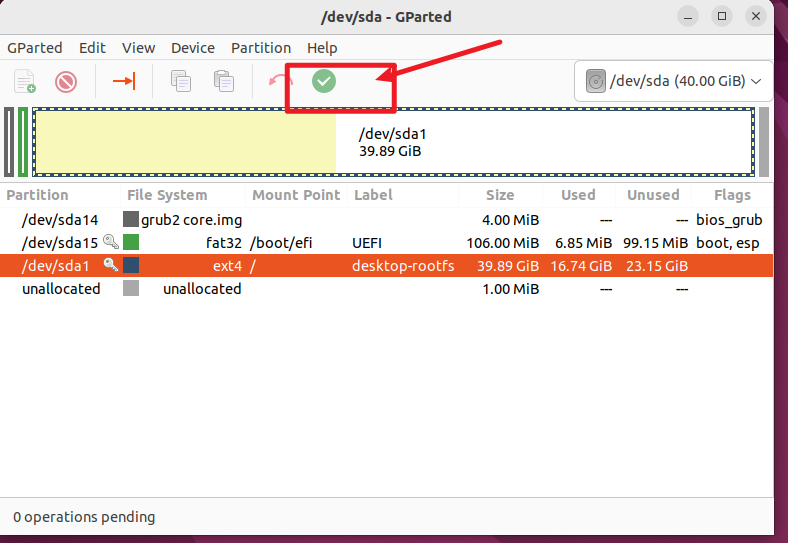 /dev/sda - GParted
GParted Edit View Device Partition Help
/dev/sda (40.00 GiB)
/dev/sda1
39.89 GiB
Partition File System Mount Point Label Size Used Unused Flags
/dev/sda14 grub2 core.img 4.00 MiB --- --- bios_grub
/dev/sda15 fat32 /boot/efi UEFI 106.00 MiB 6.85 MiB 99.15 MiB boot, esp
/dev/sda1 ext4 / desktop-rootfs 39.89 GiB 16.74 GiB 23.15 GiB
unallocated unallocated 1.00 MiB --- ---
0 operations pending